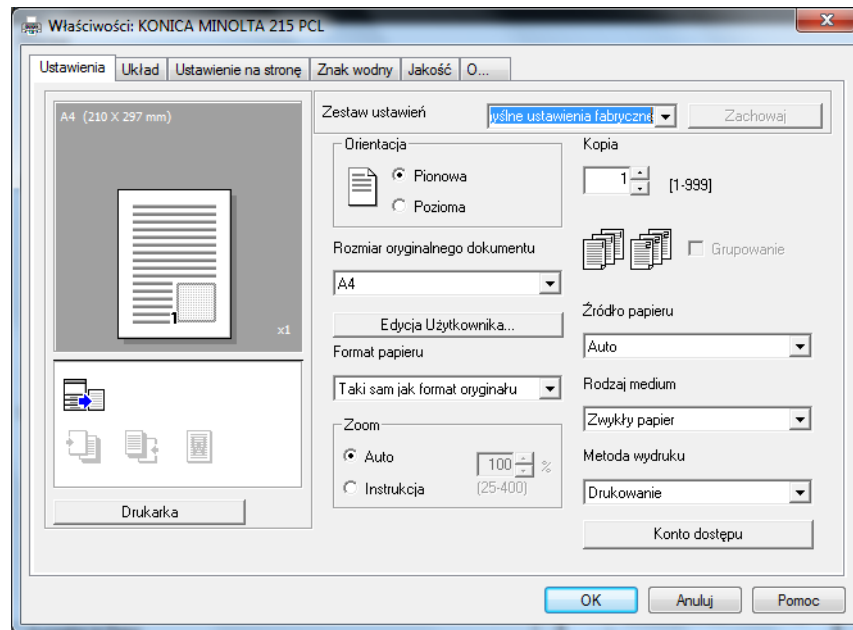 Właściwości: KONICA MINOLTA 215 PCL
Ustawienia Układ Ustawienie na stronę Znak wodny Jakość O...
A4 (210 X 297 mm)
1
x1
Drukarka
Zestaw ustawień yślne ustawienia fabryczne Zachowaj
Orientacja
Pionowa
Pozioma
Rozmiar oryginalnego dokumentu
A4
Edycja Użytkownika...
Format papieru
Taki sam jak format oryginału
Zoom
Auto
100 %
Instrukcja (25-400)
Kopia
1 [1-999]
Grupowanie
Źródło papieru
Auto
Rodzaj medium
Zwykły papier
Metoda wydruku
Drukowanie
Konto dostępu
OK Anuluj Pomoc